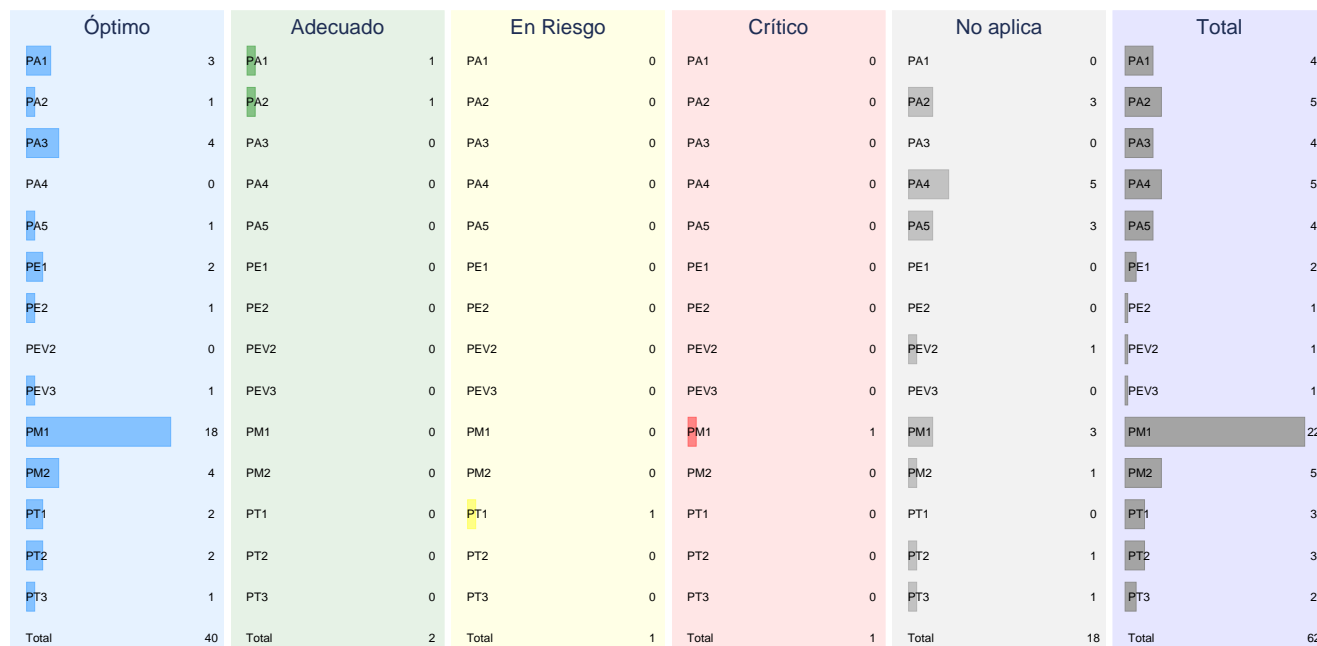 Óptimo Adecuado En Riesgo Crítico No aplica Total
PA1 3 PA1 1 PA1 0 PA1 0 PA1 0 PA1 4
PA2 1 PA2 1 PA2 0 PA2 0 PA2 3 PA2 5
PA3 4 PA3 0 PA3 0 PA3 0 PA3 0 PA3 4
PA4 0 PA4 0 PA4 0 PA4 0 PA4 5 PA4 5
PA5 1 PA5 0 PA5 0 PA5 0 PA5 3 PA5 4
PE1 2 PE1 0 PE1 0 PE1 0 PE1 0 PE1 2
PE2 1 PE2 0 PE2 0 PE2 0 PE2 0 PE2 1
PEV2 0 PEV2 0 PEV2 0 PEV2 0 PEV2 1 PEV2 1
PEV3 1 PEV3 0 PEV3 0 PEV3 0 PEV3 0 PEV3 1
PM1 18 PM1 0 PM1 0 PM1 1 PM1 3 PM1 22
PM2 4 PM2 0 PM2 0 PM2 0 PM2 1 PM2 5
PT1 2 PT1 0 PT1 1 PT1 0 PT1 0 PT1 3
PT2 2 PT2 0 PT2 0 PT2 0 PT2 1 PT2 3
PT3 1 PT3 0 PT3 0 PT3 0 PT3 1 PT3 2
Total 40 Total 2 Total 1 Total 1 Total 18 Total 62